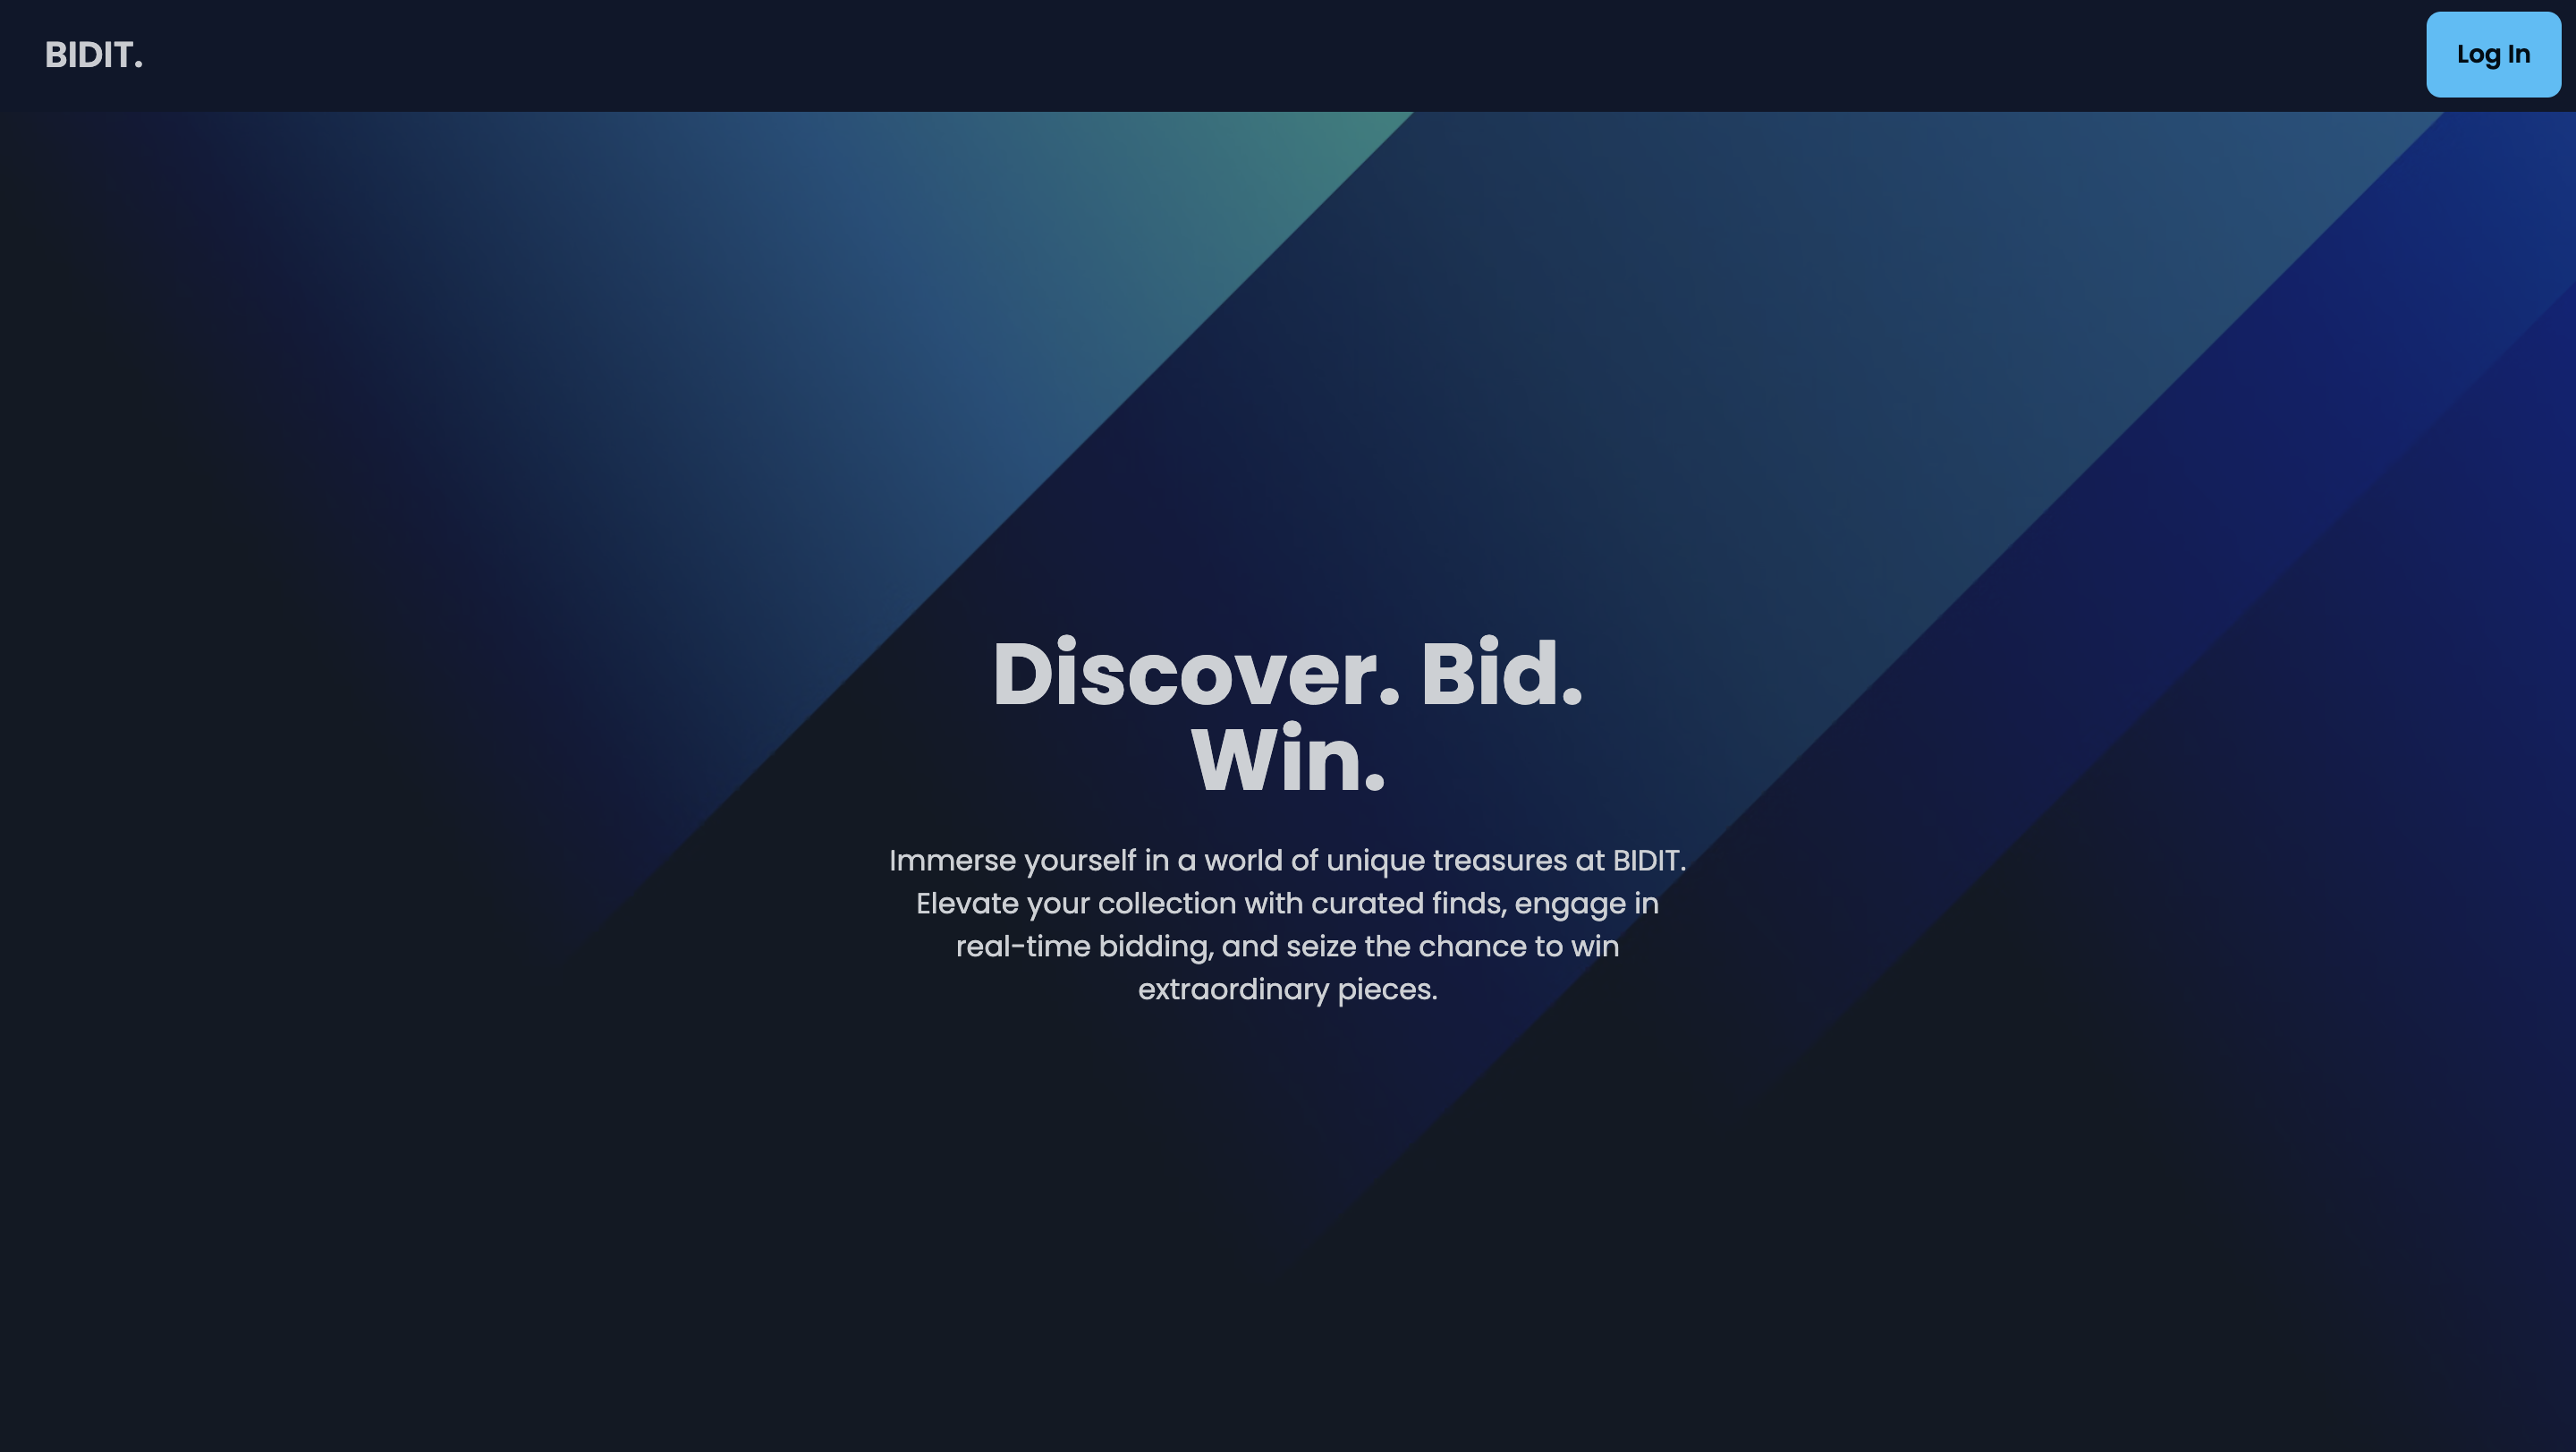 BIDIT.
Log In
Discover. Bid.
Win.
Immerse yourself in a world of unique treasures at BIDIT.
Elevate your collection with curated finds, engage in
real-time bidding, and seize the chance to win
extraordinary pieces.